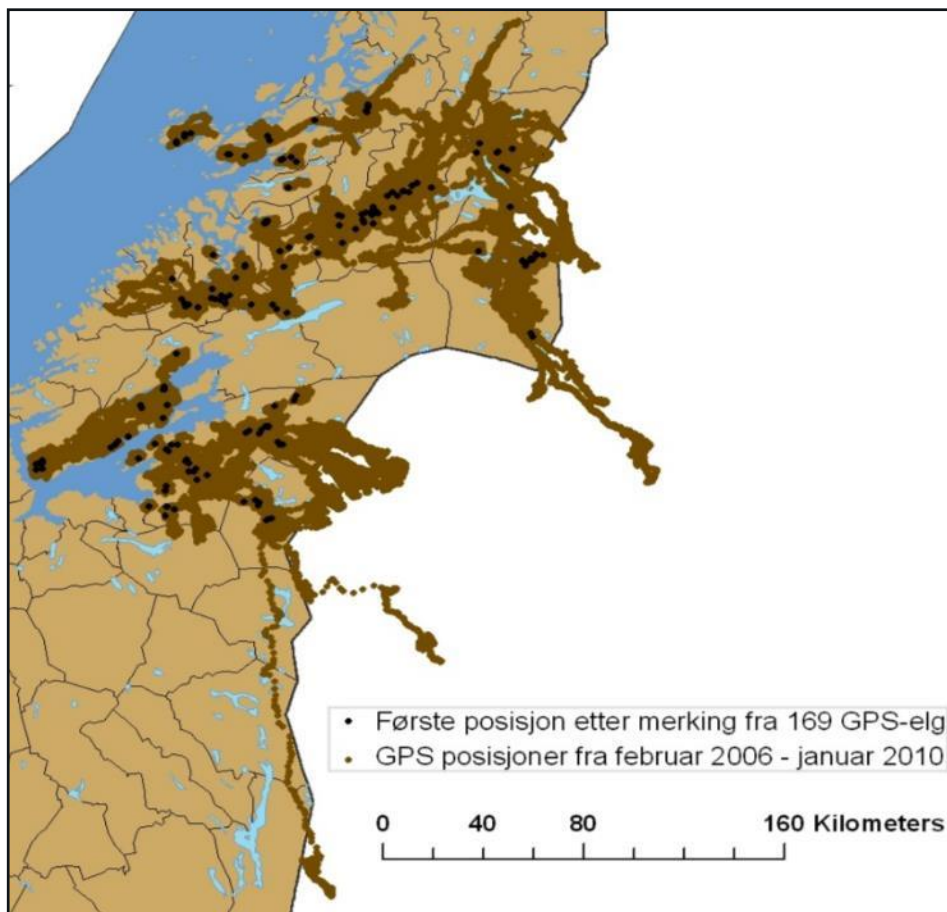 Første posisjon etter merking fra 169 GPS-elg
GPS posisjoner fra februar 2006 - januar 2010
0 40 80 160 Kilometers